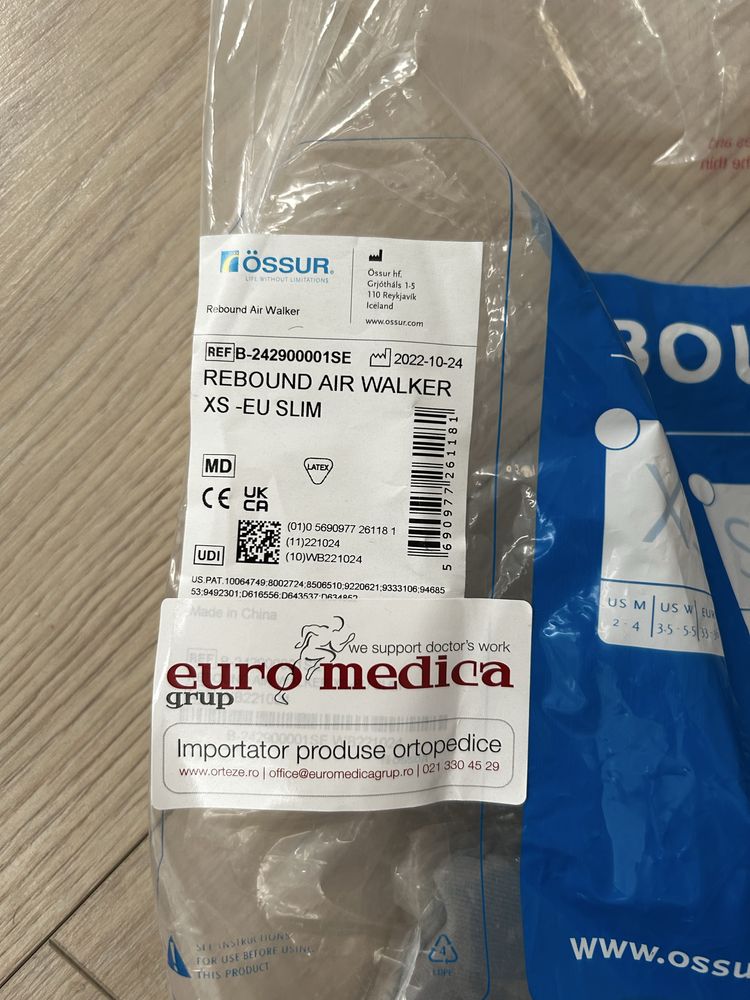 ÖSSUR®
LIFE WITHOUT LIMITATIONS
Össur hf.
Grjótháls 1-5
110 Reykjavík
Iceland
www.ossur.com
Rebound Air Walker
REF B-242900001SE 2022-10-24
REBOUND AIR WALKER
XS -EU SLIM
MD
LATEX
CE UK CA
5 690977 261181
UDI
(01)0 5690977 26118 1
(11)221024
(10)WB221024
US.PAT.10064749;8002724;8506510;9220621;9333106;94685
53;9492301;D616556;D643537;D634852
Made in China
B-242900001SE WB221024
we support doctor's work
euro medica
grup
Importator produse ortopedice
www.orteze.ro | office@euromedicagrup.ro | 021 330 45 29
BOU
X
S
US M | US W | EUR
2 - 4 | 3.5 - 5.5
SEE INSTRUCTIONS
FOR USE BEFORE USING
THIS PRODUCT
4
LDPE
www.ossu